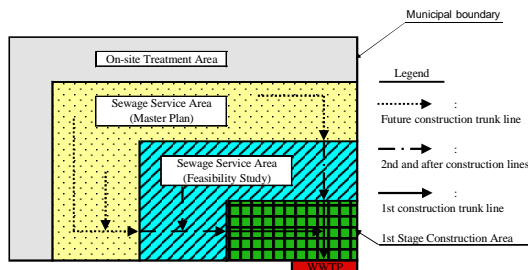 Municipal boundary
On-site Treatment Area
Sewage Service Area
(Master Plan)
Sewage Service Area
(Feasibility Study)
WWTP
Legend
:
Future construction trunk line
:
2nd and after construction lines
:
1st construction trunk line
1st Stage Construction Area